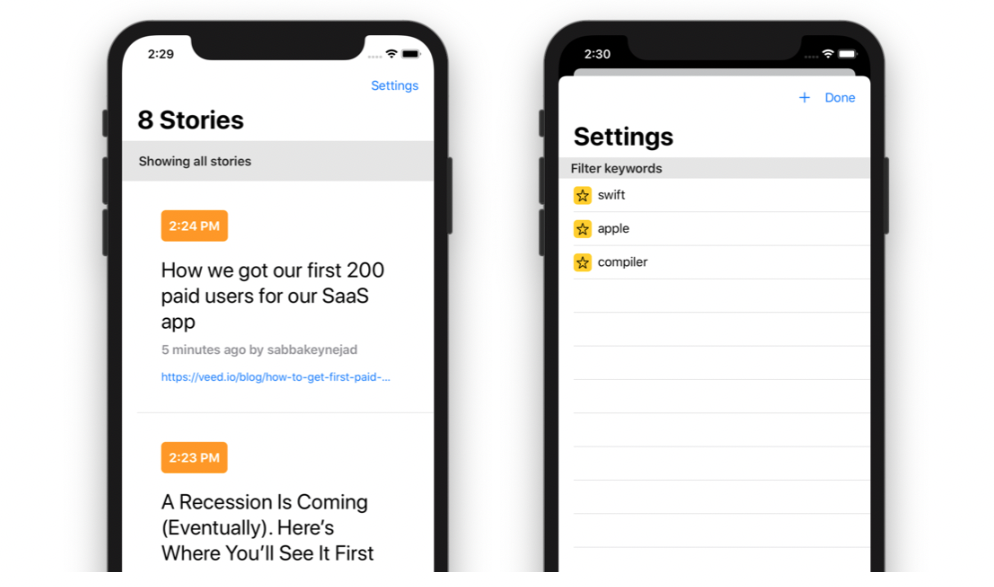 2:29
Settings
8 Stories
Showing all stories
2:24 PM
How we got our first 200
paid users for our SaaS
app
5 minutes ago by sabbakeynejad
https://veed.io/blog/how-to-get-first-paid-...
2:23 PM
A Recession Is Coming
(Eventually). Here’s
Where You’ll See It First
2:30
+ Done
Settings
Filter keywords
swift
apple
compiler